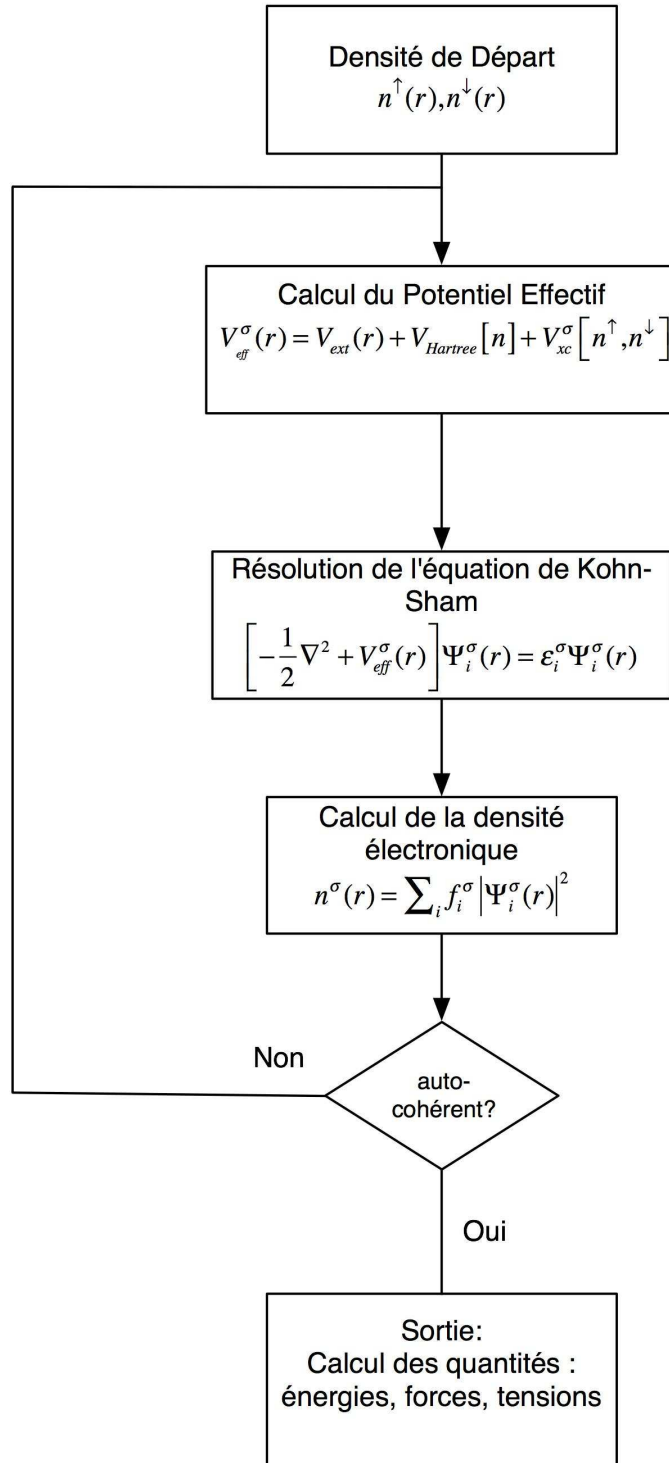 Densité de Départ
n↑(r),n↓(r)
Calcul du Potentiel Effectif
V_eff^σ(r) = V_ext(r) + V_Hartree[n] + V_xc^σ[n↑,n↓]
Résolution de l'équation de Kohn-
Sham
[-1/2 ∇² + V_eff^σ(r)]Ψ_i^σ(r) = ε_i^σ Ψ_i^σ(r)
Calcul de la densité
électronique
n^σ(r) = ∑_i f_i^σ |Ψ_i^σ(r)|²
Non
auto-
cohérent?
Oui
Sortie:
Calcul des quantités :
énergies, forces, tensions